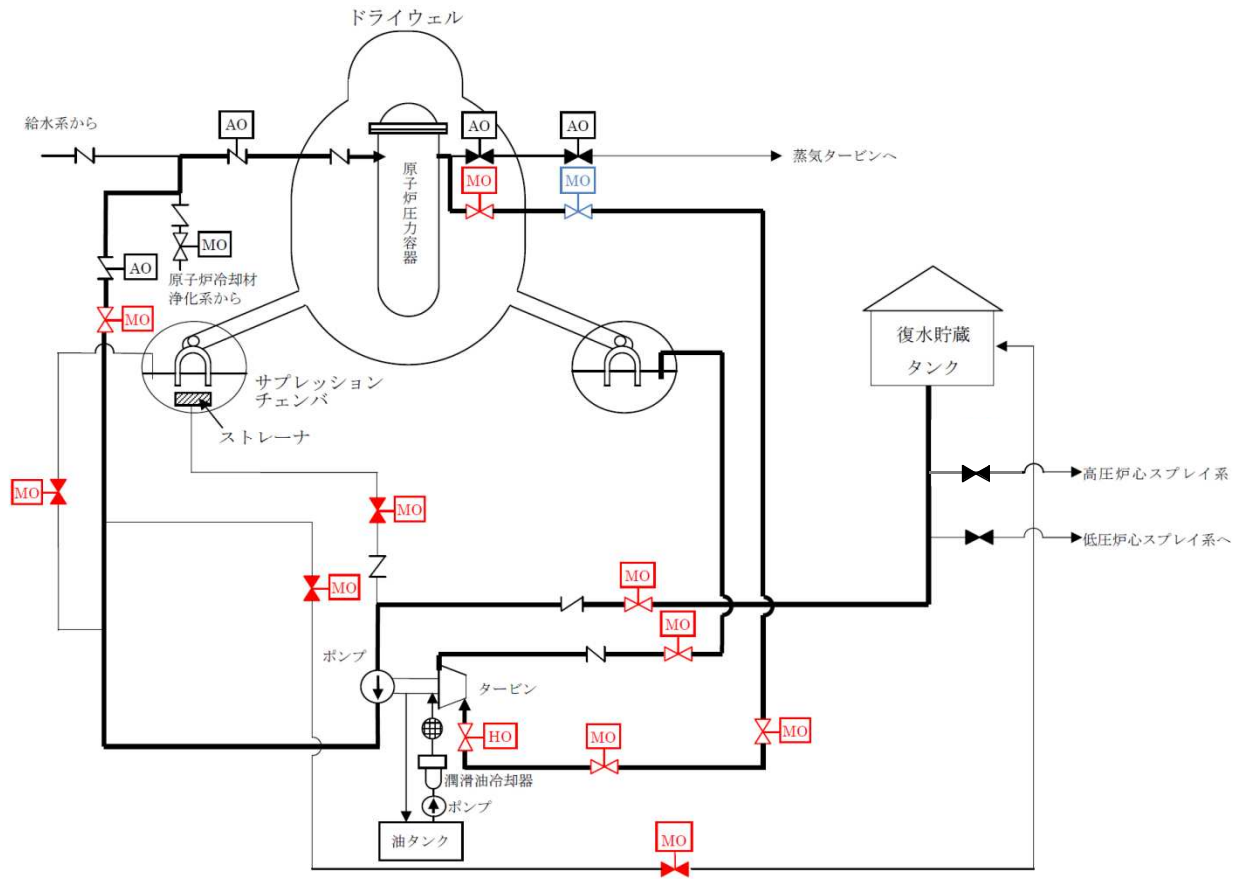 ドライウェル
給水系から
AO
AO
AO
蒸気タービンへ
MO
MO
原子炉圧力容器
MO
AO
原子炉冷却材
浄化系から
MO
復水貯蔵
タンク
サプレッション
チェンバ
ストレーナ
高圧炉心スプレイ系
MO
MO
低圧炉心スプレイ系へ
MO
MO
MO
ポンプ
タービン
HO
MO
MO
潤滑油冷却器
ポンプ
油タンク
MO